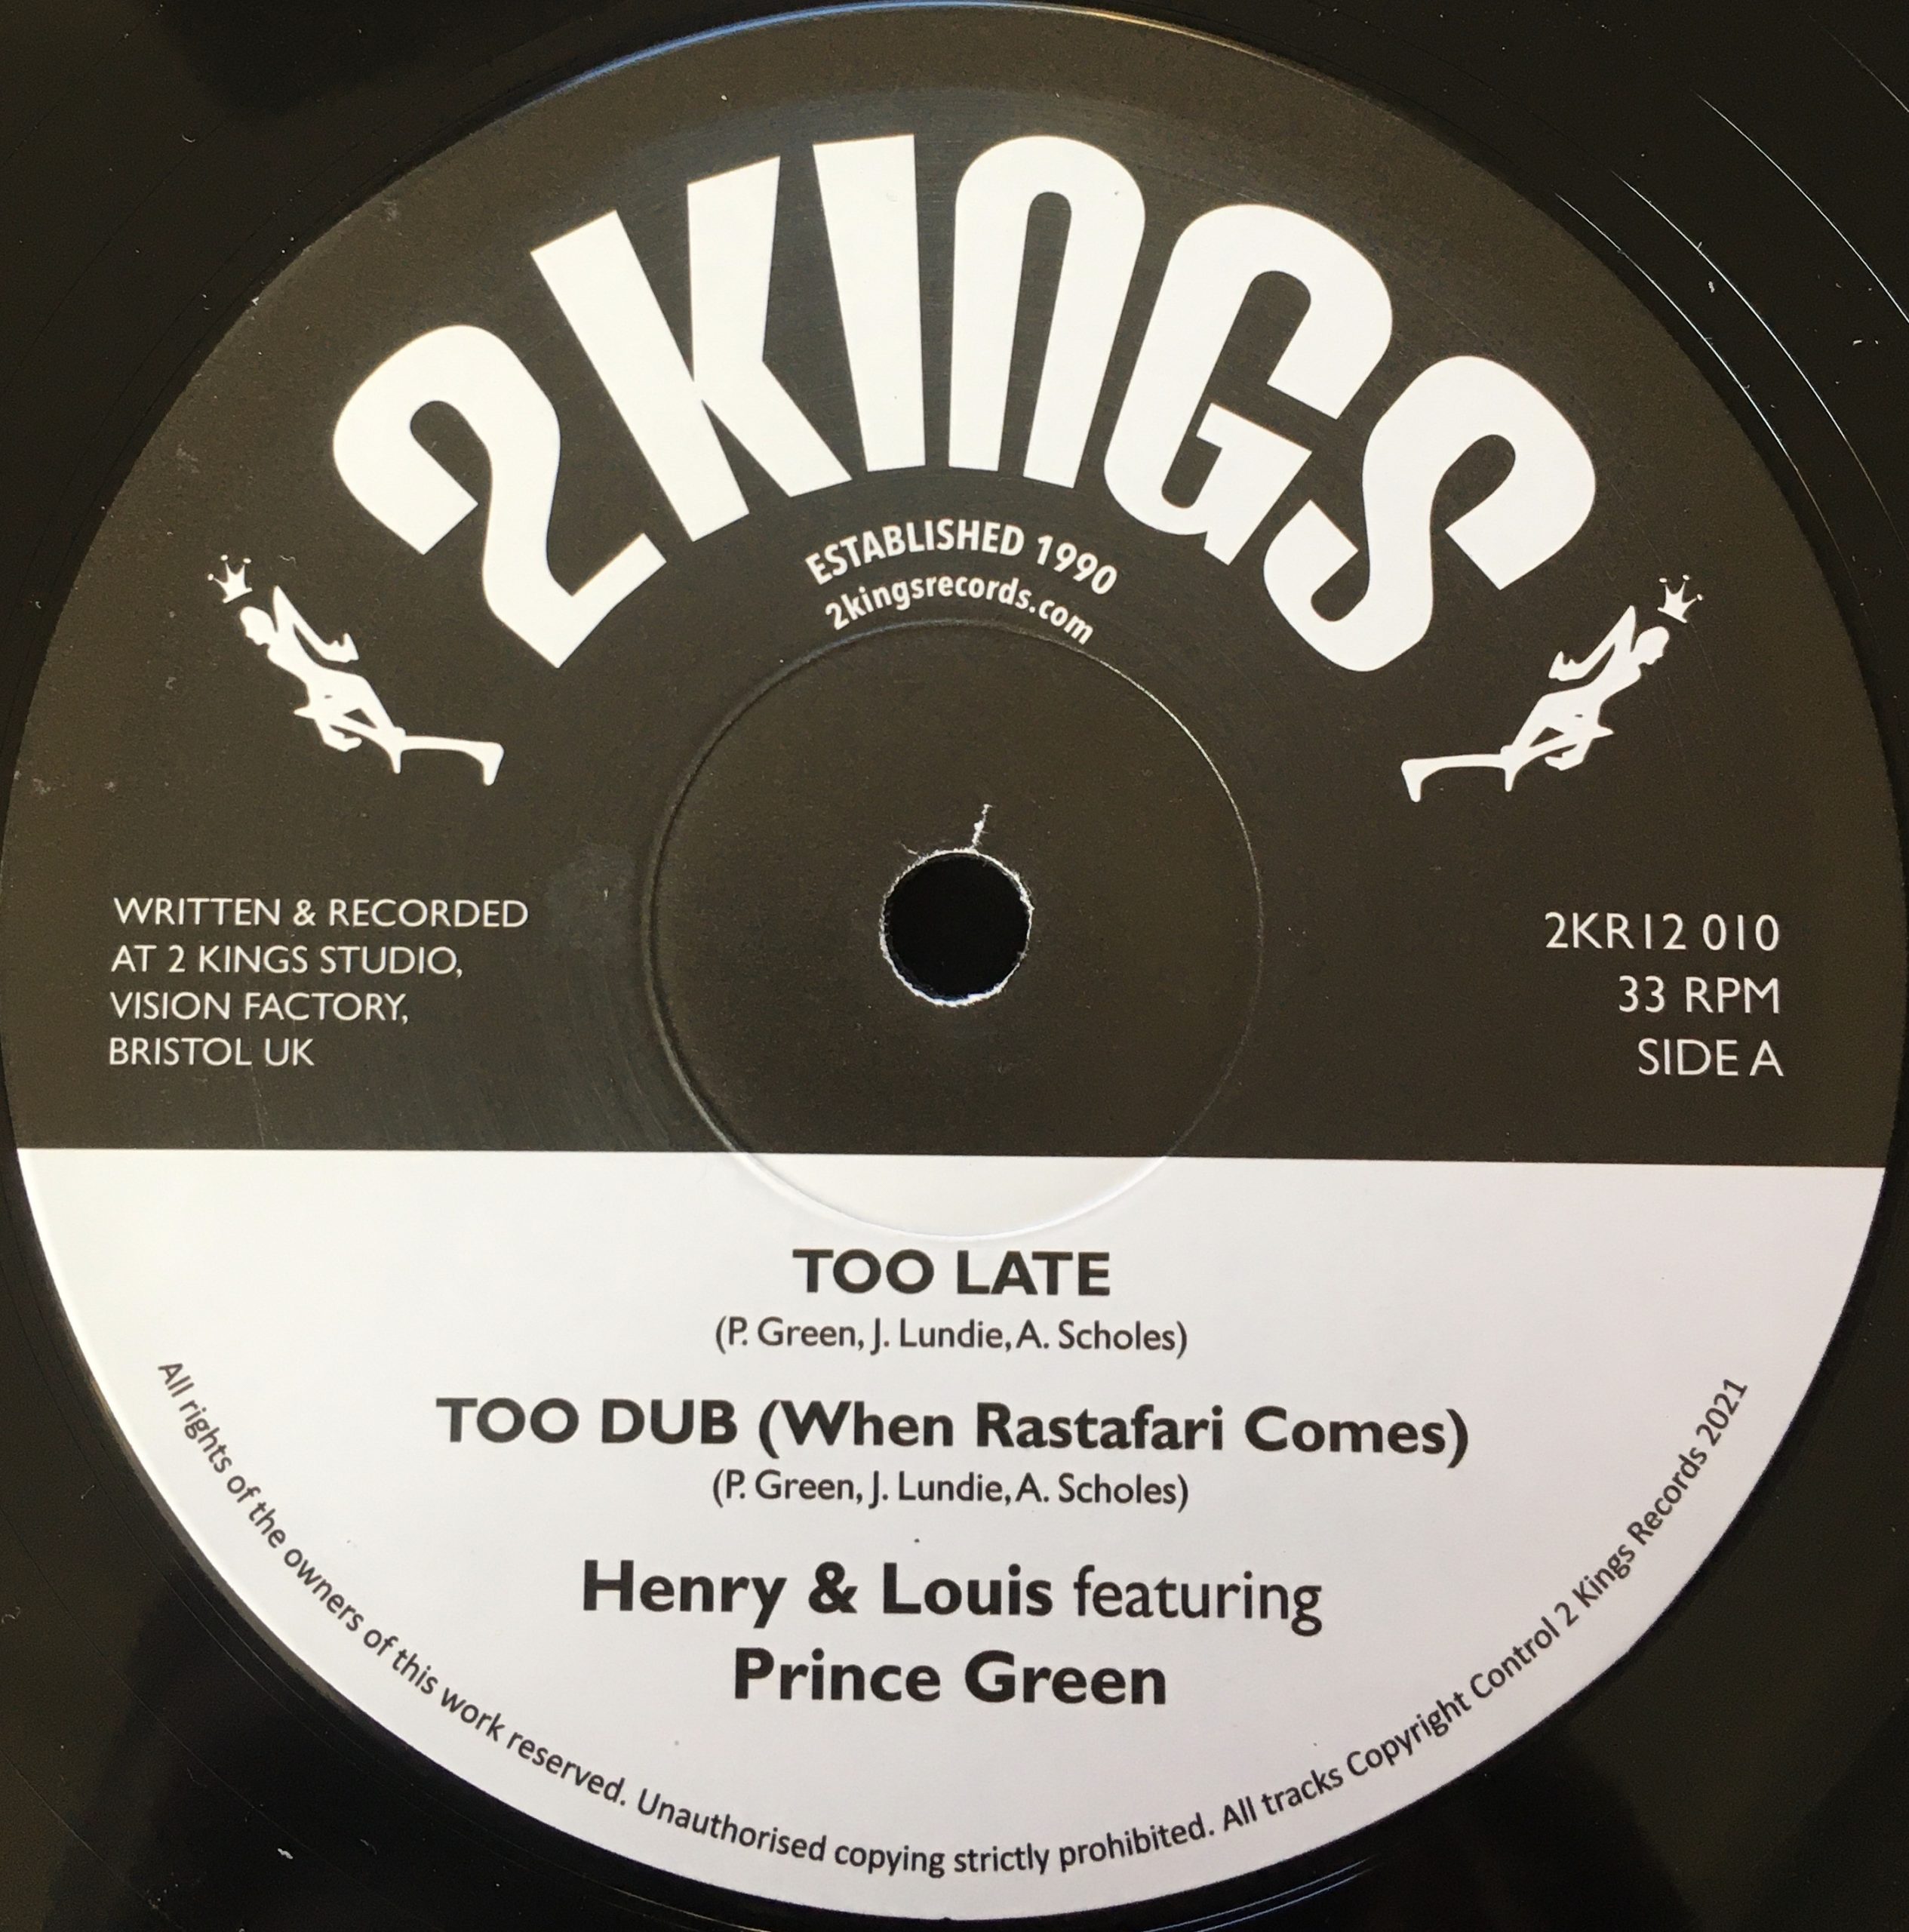 2KINGS
ESTABLISHED 1990
2kingsrecords.com
WRITTEN & RECORDED
AT 2 KINGS STUDIO,
VISION FACTORY,
BRISTOL UK
2KR12 010
33 RPM
SIDE A
TOO LATE
(P. Green, J. Lundie, A. Scholes)
TOO DUB (When Rastafari Comes)
(P. Green, J. Lundie, A. Scholes)
Henry & Louis featuring
Prince Green
All rights of the owners of this work reserved. Unauthorised copying strictly prohibited. All tracks Copyright Control 2 Kings Records 2021